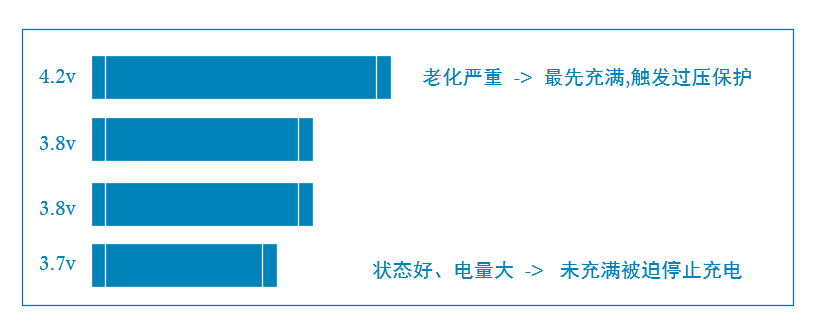 4.2v 老化严重 -> 最先充满,触发过压保护
3.8v
3.8v
3.7v 状态好、电量大 -> 未充满被迫停止充电